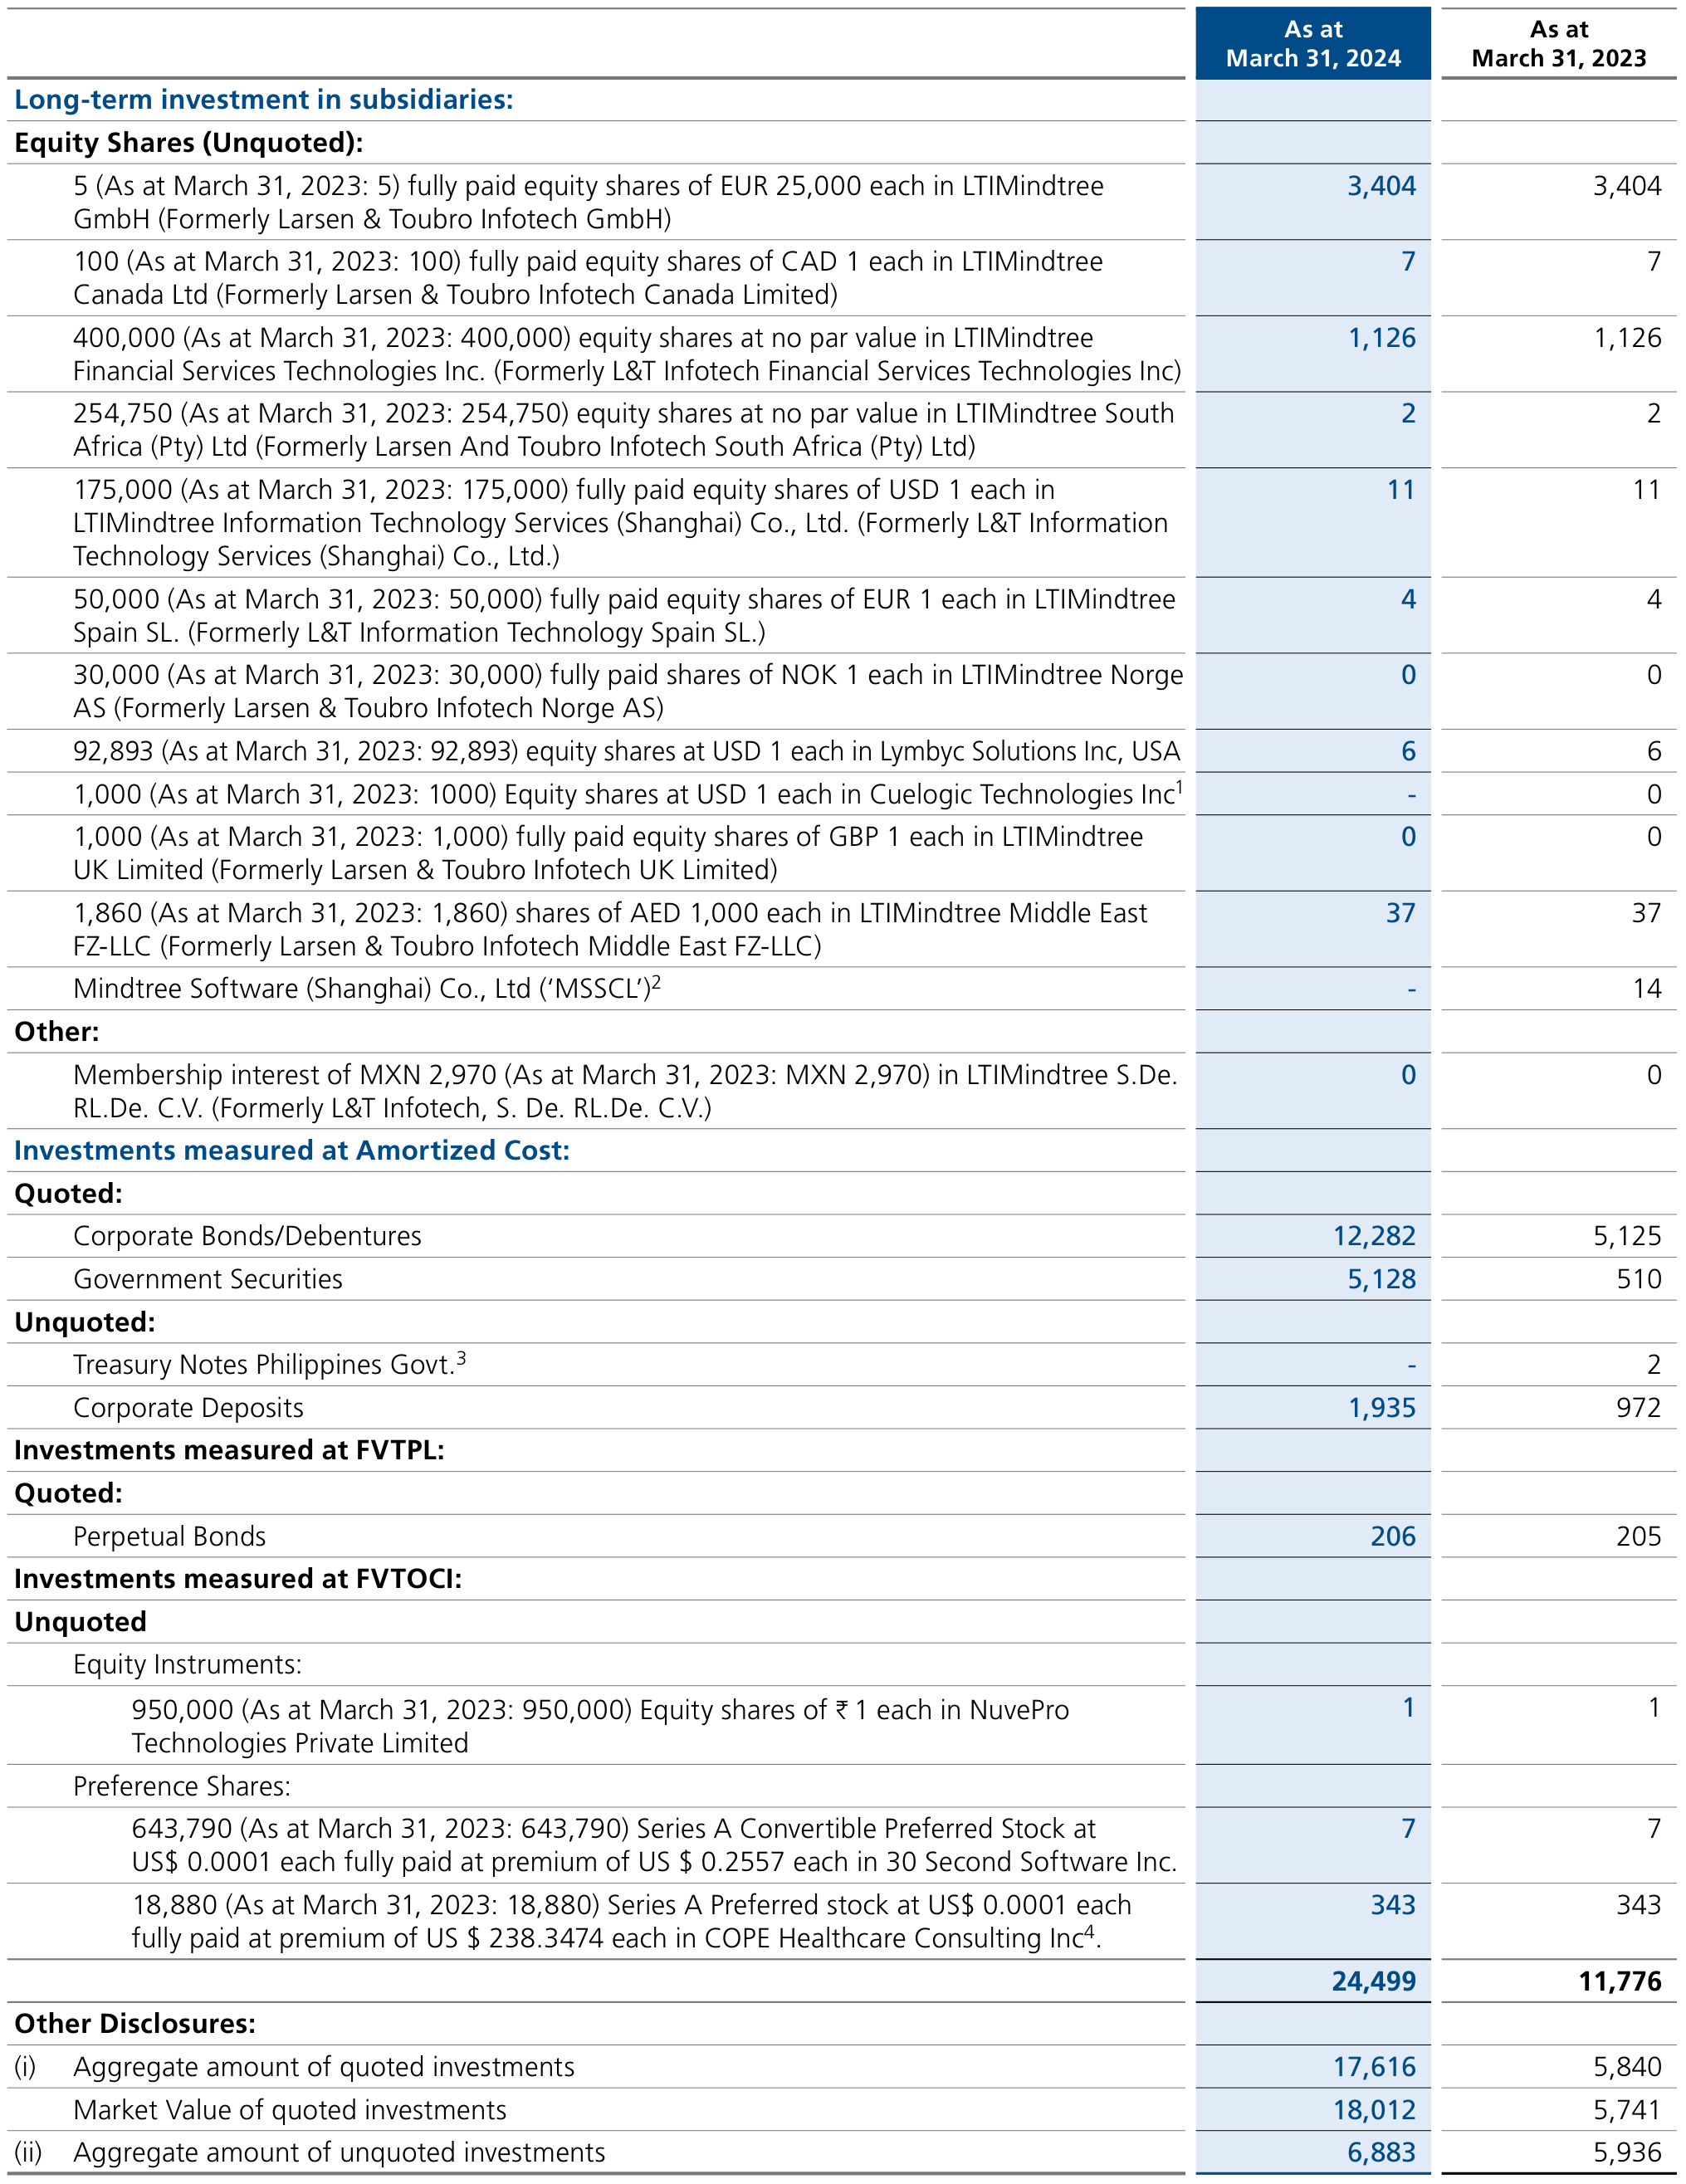 As at
March 31, 2024
As at
March 31, 2023
Long-term investment in subsidiaries:
Equity Shares (Unquoted):
5 (As at March 31, 2023: 5) fully paid equity shares of EUR 25,000 each in LTIMindtree
GmbH (Formerly Larsen & Toubro Infotech GmbH)
3,404
3,404
100 (As at March 31, 2023: 100) fully paid equity shares of CAD 1 each in LTIMindtree
Canada Ltd (Formerly Larsen & Toubro Infotech Canada Limited)
7
7
400,000 (As at March 31, 2023: 400,000) equity shares at no par value in LTIMindtree
Financial Services Technologies Inc. (Formerly L&T Infotech Financial Services Technologies Inc)
1,126
1,126
254,750 (As at March 31, 2023: 254,750) equity shares at no par value in LTIMindtree South
Africa (Pty) Ltd (Formerly Larsen And Toubro Infotech South Africa (Pty) Ltd)
2
2
175,000 (As at March 31, 2023: 175,000) fully paid equity shares of USD 1 each in
LTIMindtree Information Technology Services (Shanghai) Co., Ltd. (Formerly L&T Information
Technology Services (Shanghai) Co., Ltd.)
11
11
50,000 (As at March 31, 2023: 50,000) fully paid equity shares of EUR 1 each in LTIMindtree
Spain SL. (Formerly L&T Information Technology Spain SL.)
4
4
30,000 (As at March 31, 2023: 30,000) fully paid shares of NOK 1 each in LTIMindtree Norge
AS (Formerly Larsen & Toubro Infotech Norge AS)
0
0
92,893 (As at March 31, 2023: 92,893) equity shares at USD 1 each in Lymbyc Solutions Inc, USA
6
6
1,000 (As at March 31, 2023: 1000) Equity shares at USD 1 each in Cuelogic Technologies Inc¹
-
0
1,000 (As at March 31, 2023: 1,000) fully paid equity shares of GBP 1 each in LTIMindtree
UK Limited (Formerly Larsen & Toubro Infotech UK Limited)
0
0
1,860 (As at March 31, 2023: 1,860) shares of AED 1,000 each in LTIMindtree Middle East
FZ-LLC (Formerly Larsen & Toubro Infotech Middle East FZ-LLC)
37
37
Mindtree Software (Shanghai) Co., Ltd (‘MSSCL’)²
-
14
Other:
Membership interest of MXN 2,970 (As at March 31, 2023: MXN 2,970) in LTIMindtree S.De.
RL.De. C.V. (Formerly L&T Infotech, S. De. RL.De. C.V.)
0
0
Investments measured at Amortized Cost:
Quoted:
Corporate Bonds/Debentures
12,282
5,125
Government Securities
5,128
510
Unquoted:
Treasury Notes Philippines Govt.³
-
2
Corporate Deposits
1,935
972
Investments measured at FVTPL:
Quoted:
Perpetual Bonds
206
205
Investments measured at FVTOCI:
Unquoted
Equity Instruments:
950,000 (As at March 31, 2023: 950,000) Equity shares of ₹ 1 each in NuvePro
Technologies Private Limited
1
1
Preference Shares:
643,790 (As at March 31, 2023: 643,790) Series A Convertible Preferred Stock at
US$ 0.0001 each fully paid at premium of US $ 0.2557 each in 30 Second Software Inc.
7
7
18,880 (As at March 31, 2023: 18,880) Series A Preferred stock at US$ 0.0001 each
fully paid at premium of US $ 238.3474 each in COPE Healthcare Consulting Inc⁴.
343
343
24,499
11,776
Other Disclosures:
(i) Aggregate amount of quoted investments
17,616
5,840
Market Value of quoted investments
18,012
5,741
(ii) Aggregate amount of unquoted investments
6,883
5,936